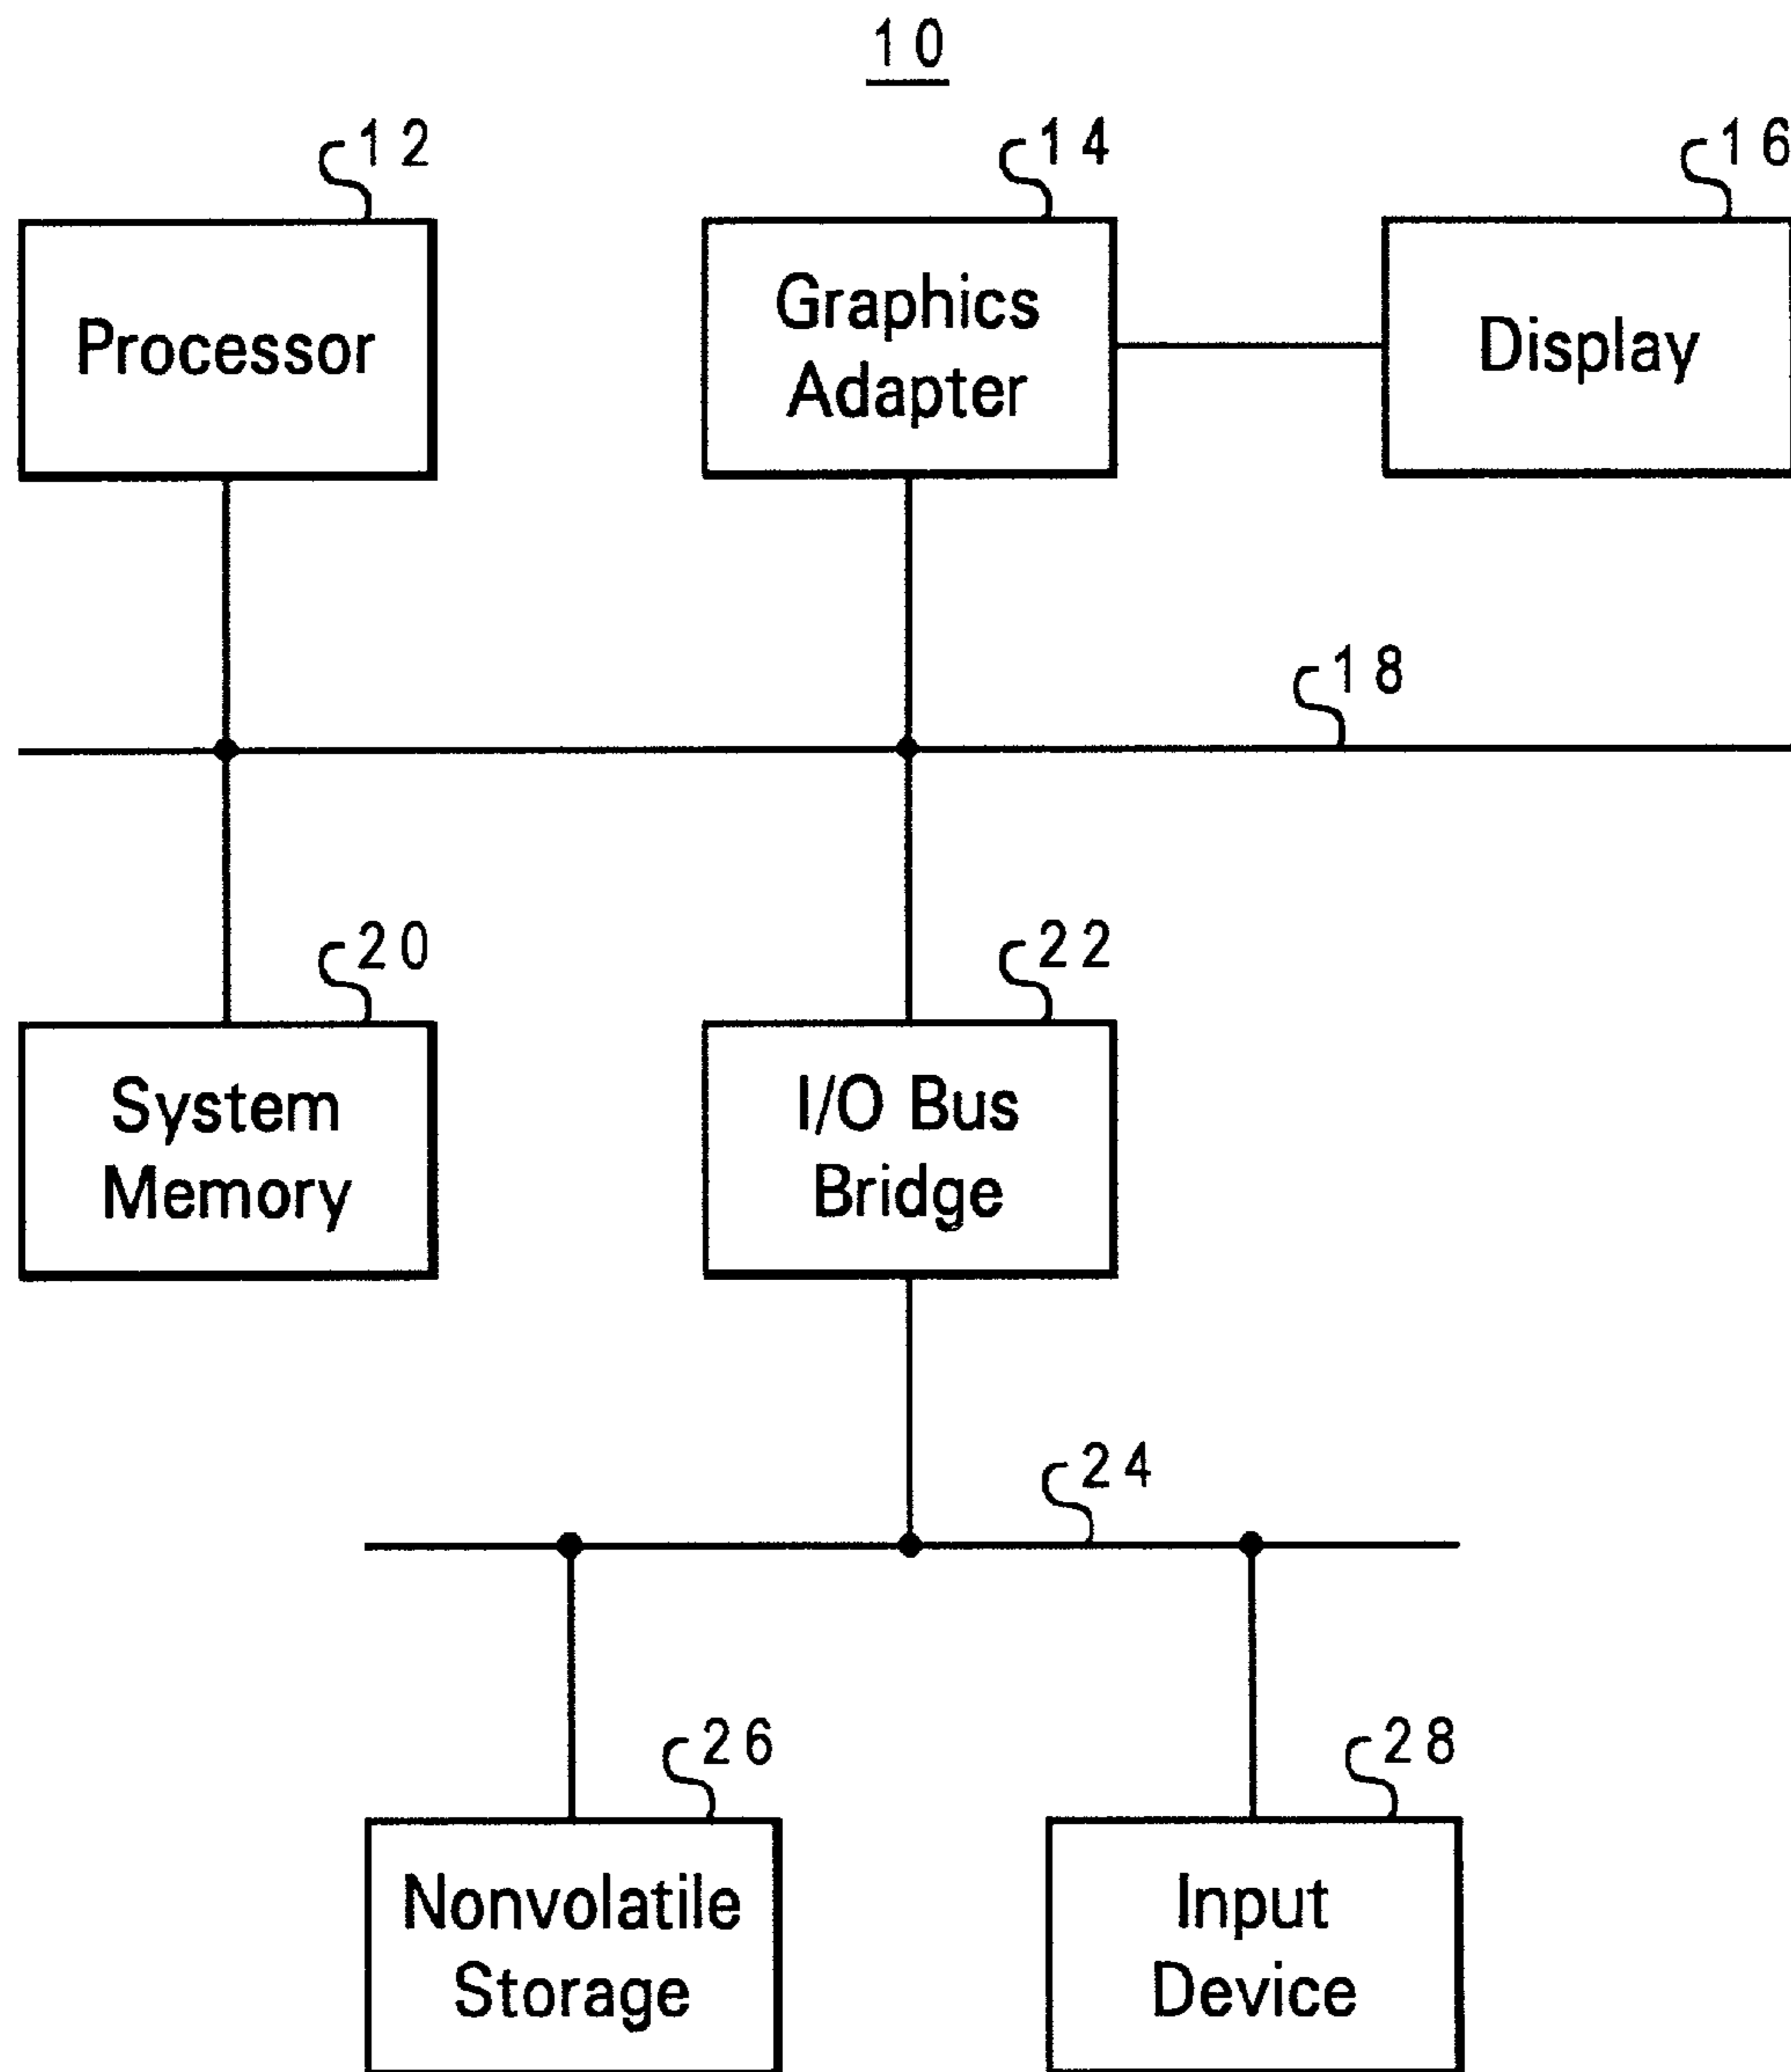 10
12
14
16
Processor
Graphics
Adapter
Display
18
20
22
System
Memory
I/O Bus
Bridge
24
26
28
Nonvolatile
Storage
Input
Device